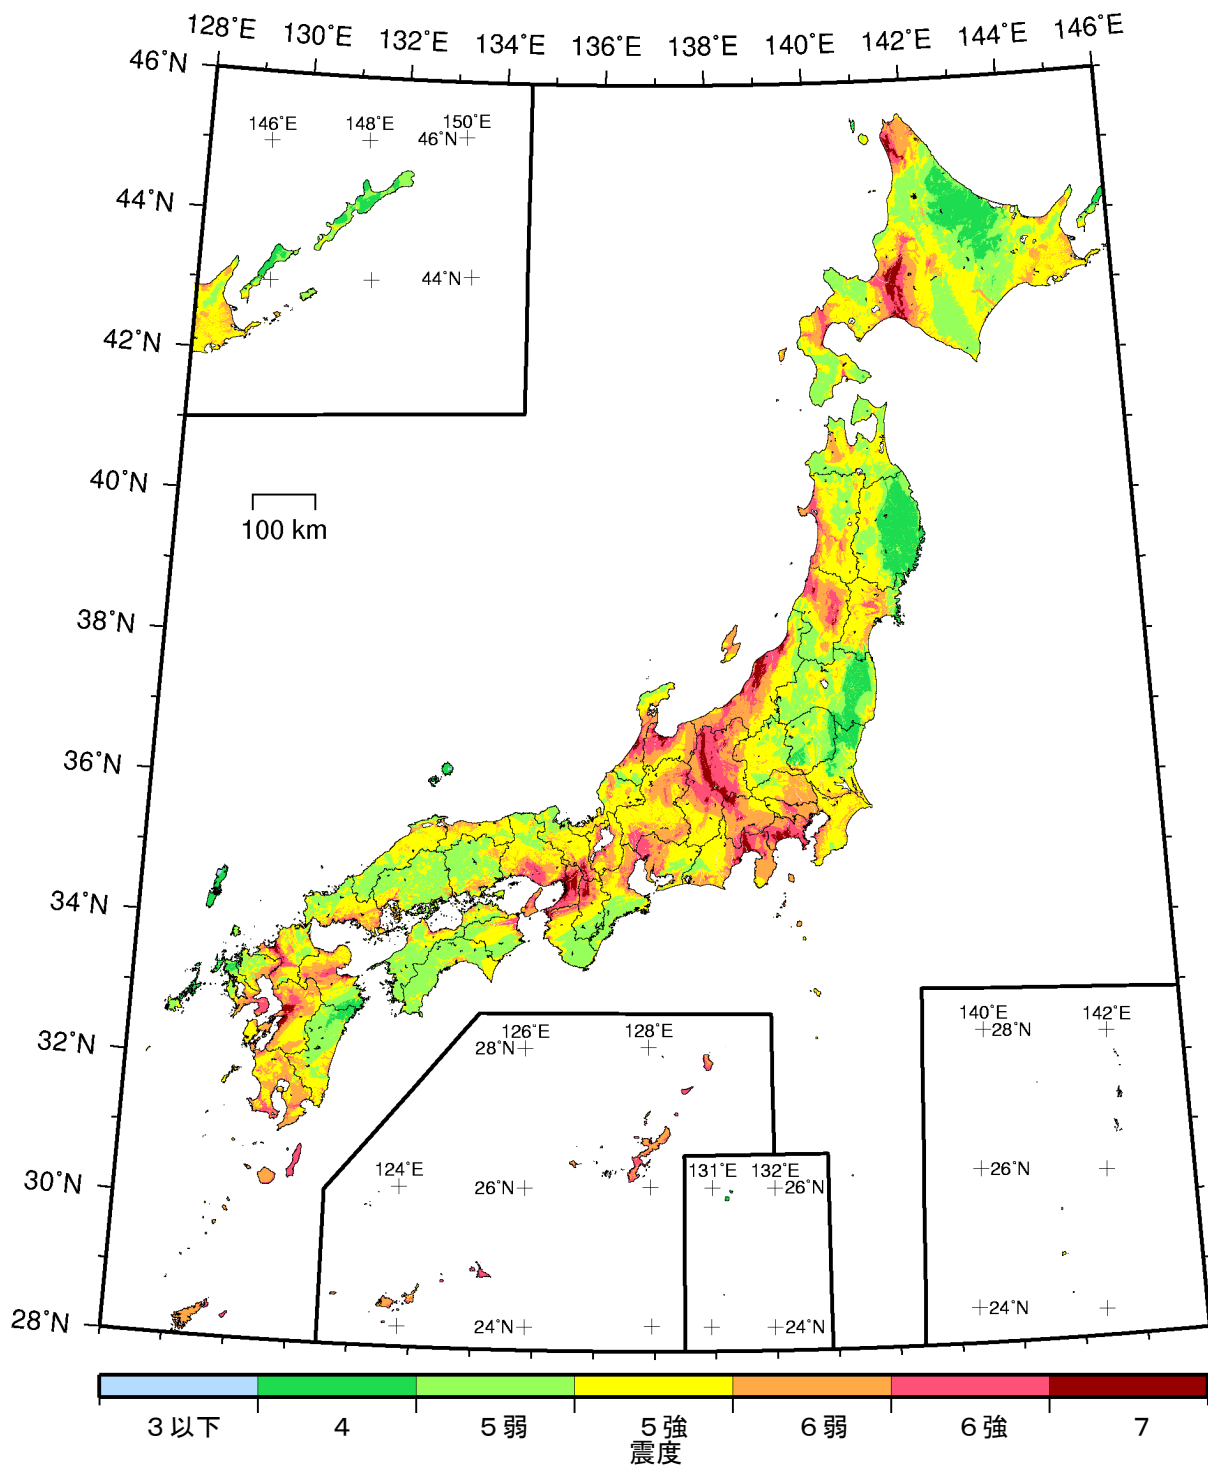 128˚E 130˚E 132˚E 134˚E 136˚E 138˚E 140˚E 142˚E 144˚E 146˚E
46˚N
146˚E 148˚E 150˚E
46˚N
44˚N
44˚N
42˚N
40˚N
100 km
38˚N
36˚N
34˚N
32˚N
30˚N
28˚N
126˚E 128˚E
28˚N
124˚E
26˚N
24˚N
131˚E 132˚E
26˚N
24˚N
140˚E 142˚E
28˚N
26˚N
24˚N
3以下 4 5弱 5強 6弱 6強 7
震度